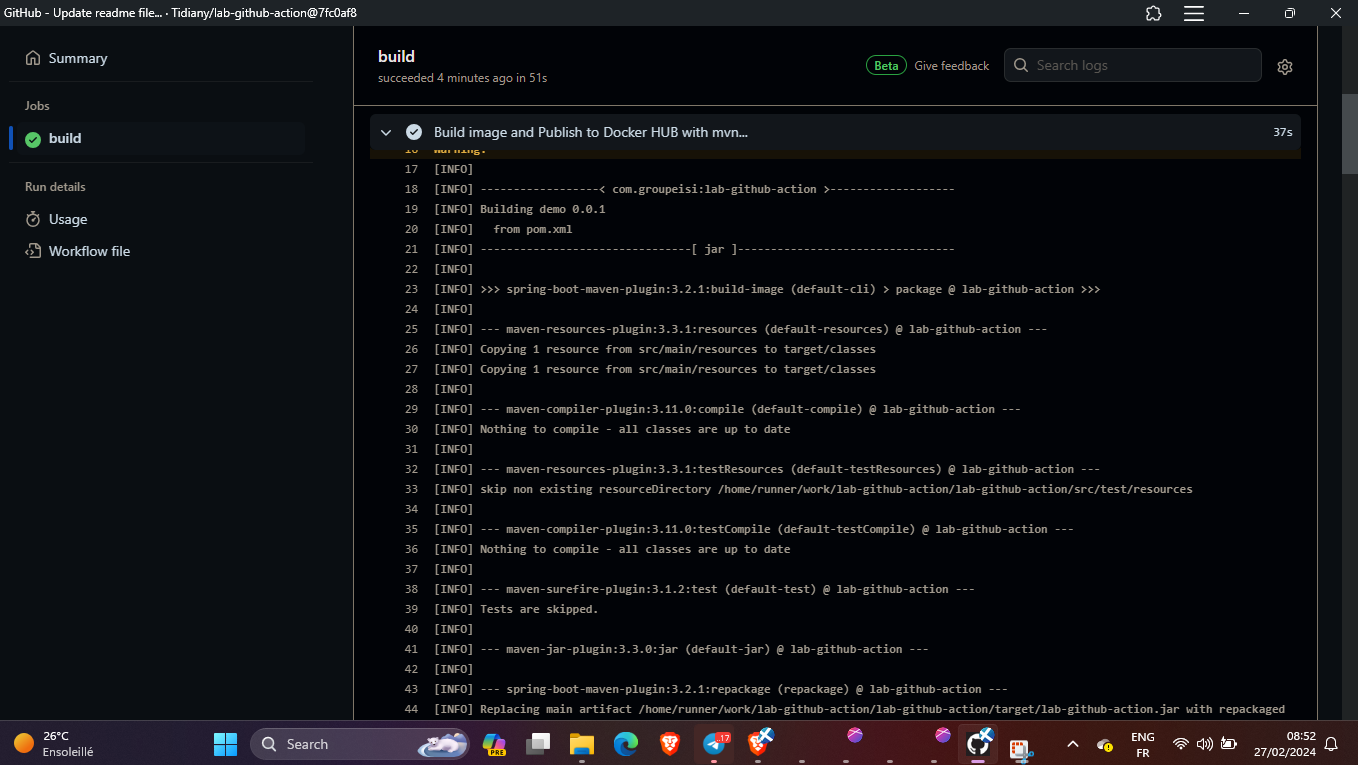 GitHub - Update readme file... · Tidiany/lab-github-action@7fc0af8
Summary
Jobs
build
Run details
Usage
Workflow file
build
succeeded 4 minutes ago in 51s
Beta
Give feedback
Search logs
Build image and Publish to Docker HUB with mvn...
37s
16 Warning:
17 [INFO]
18 [INFO] ------------------< com.groupeisi:lab-github-action >-------------------
19 [INFO] Building demo 0.0.1
20 [INFO]   from pom.xml
21 [INFO] --------------------------------[ jar ]---------------------------------
22 [INFO]
23 [INFO] >>> spring-boot-maven-plugin:3.2.1:build-image (default-cli) > package @ lab-github-action >>>
24 [INFO]
25 [INFO] --- maven-resources-plugin:3.3.1:resources (default-resources) @ lab-github-action ---
26 [INFO] Copying 1 resource from src/main/resources to target/classes
27 [INFO] Copying 1 resource from src/main/resources to target/classes
28 [INFO]
29 [INFO] --- maven-compiler-plugin:3.11.0:compile (default-compile) @ lab-github-action ---
30 [INFO] Nothing to compile - all classes are up to date
31 [INFO]
32 [INFO] --- maven-resources-plugin:3.3.1:testResources (default-testResources) @ lab-github-action ---
33 [INFO] skip non existing resourceDirectory /home/runner/work/lab-github-action/lab-github-action/src/test/resources
34 [INFO]
35 [INFO] --- maven-compiler-plugin:3.11.0:testCompile (default-testCompile) @ lab-github-action ---
36 [INFO] Nothing to compile - all classes are up to date
37 [INFO]
38 [INFO] --- maven-surefire-plugin:3.1.2:test (default-test) @ lab-github-action ---
39 [INFO] Tests are skipped.
40 [INFO]
41 [INFO] --- maven-jar-plugin:3.3.0:jar (default-jar) @ lab-github-action ---
42 [INFO]
43 [INFO] --- spring-boot-maven-plugin:3.2.1:repackage (repackage) @ lab-github-action ---
44 [INFO] Replacing main artifact /home/runner/work/lab-github-action/lab-github-action/target/lab-github-action.jar with repackaged
26°C
Ensoleillé
Search
PRE
17
ENG
FR
08:52
27/02/2024